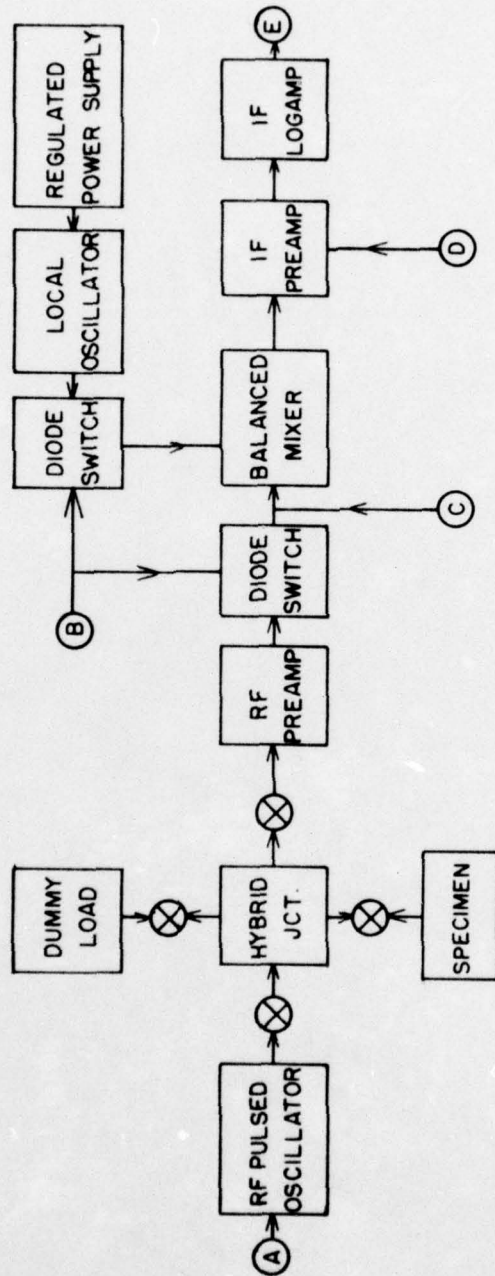 A
RF PULSED
OSCILLATOR
DUMMY
LOAD
HYBRID
JCT.
SPECIMEN
RF
PREAMP
B
DIODE
SWITCH
DIODE
SWITCH
LOCAL
OSCILLATOR
REGULATED
POWER SUPPLY
C
BALANCED
MIXER
IF
PREAMP
D
IF
LOGAMP
E